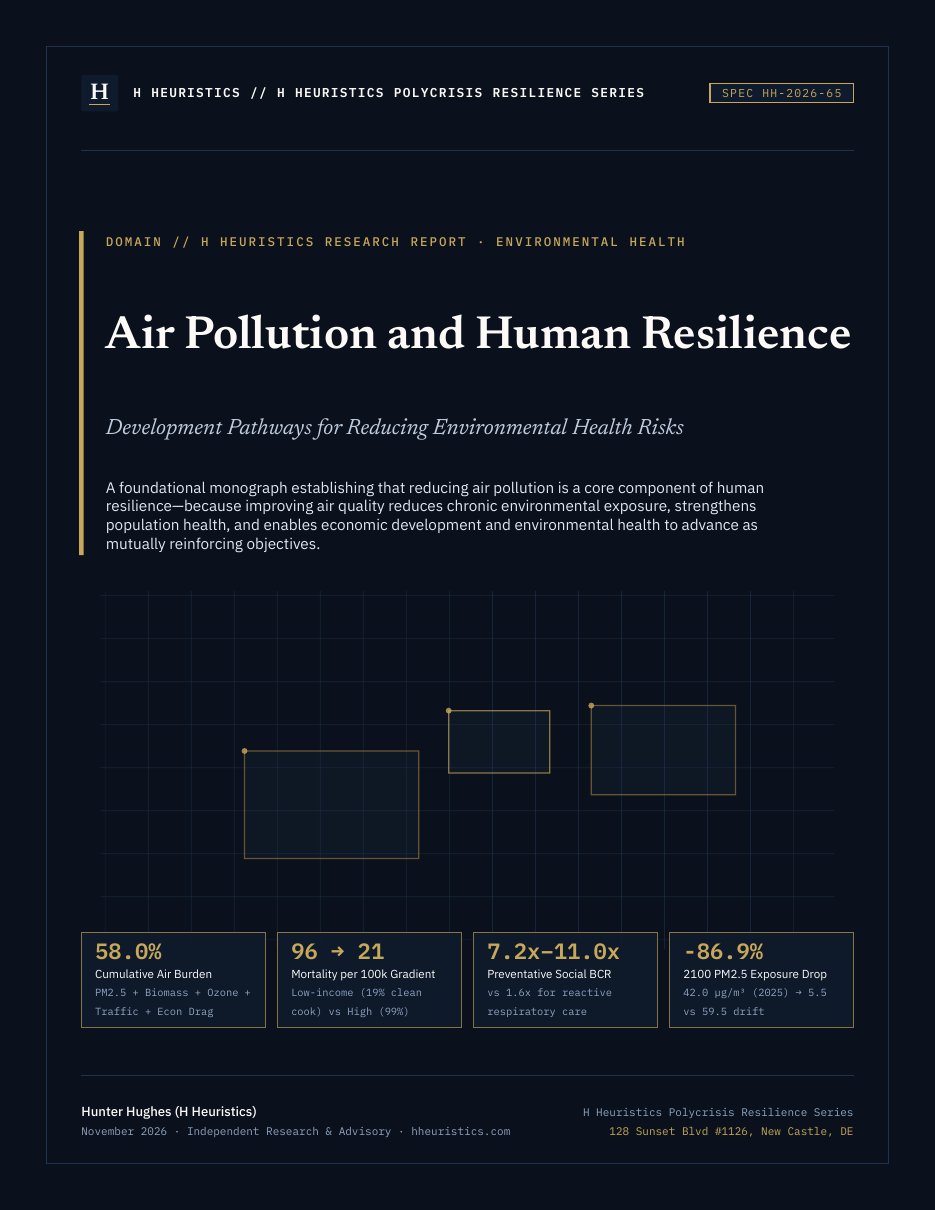 H
H HEURISTICS // H HEURISTICS POLYCRISIS RESILIENCE SERIES
SPEC HH-2026-65
DOMAIN // H HEURISTICS RESEARCH REPORT · ENVIRONMENTAL HEALTH
Air Pollution and Human Resilience
Development Pathways for Reducing Environmental Health Risks
A foundational monograph establishing that reducing air pollution is a core component of human
resilience—because improving air quality reduces chronic environmental exposure, strengthens
population health, and enables economic development and environmental health to advance as
mutually reinforcing objectives.
58.0%
Cumulative Air Burden
PM2.5 + Biomass + Ozone +
Traffic + Econ Drag
96 → 21
Mortality per 100k Gradient
Low-income (19% clean
cook) vs High (99%)
7.2x–11.0x
Preventative Social BCR
vs 1.6x for reactive
respiratory care
-86.9%
2100 PM2.5 Exposure Drop
42.0 µg/m³ (2025) → 5.5
vs 59.5 drift
Hunter Hughes (H Heuristics)
November 2026 · Independent Research & Advisory · hheuristics.com
H Heuristics Polycrisis Resilience Series
128 Sunset Blvd #1126, New Castle, DE